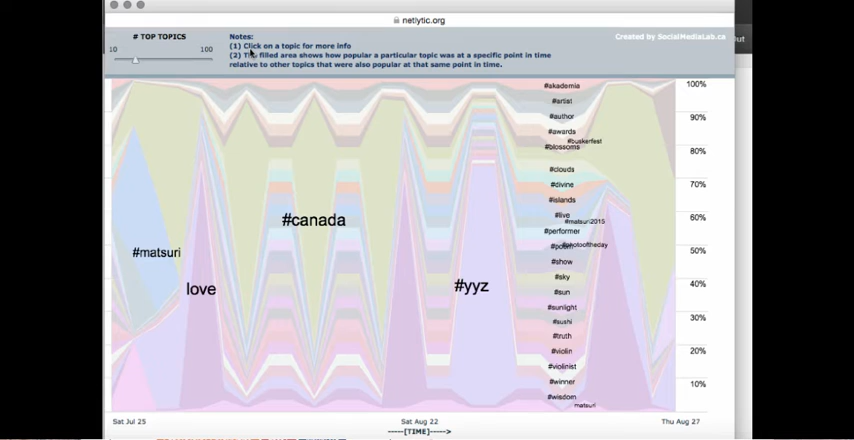 netlytic.org
# TOP TOPICS
10 100
Notes:
(1) Click on a topic for more info
(2) The filled area shows how popular a particular topic was at a specific point in time
relative to other topics that were also popular at that same point in time.
Created by SocialMediaLab.ca
out
#akademia
#artist
#author
#awards
#buskerfest
#blossoms
#clouds
#divine
#islands
#live
#matsuri2015
#performer
#photooftheday
#show
#sky
#sun
#sunlight
#sushi
#truth
#violin
#violinist
#winner
#wisdom
matsuri
#canada
#matsuri
love
#yyz
100%
90%
80%
70%
60%
50%
40%
30%
20%
10%
Sat Jul 25
Sat Aug 22
Thu Aug 27
-----[TIME]---->